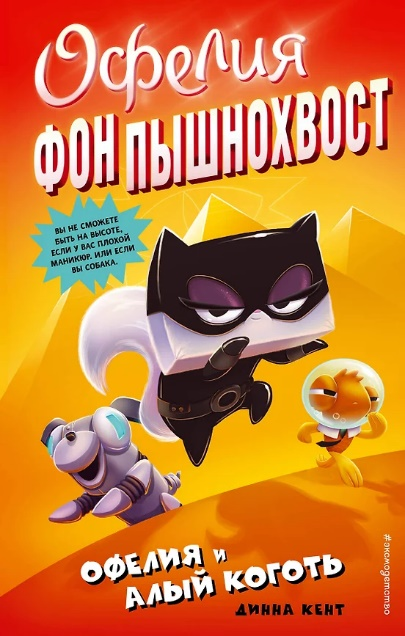 Офелия
ФОН ПЫШНОХВОСТ
ВЫ НЕ СМОЖЕТЕ
БЫТЬ НА ВЫСОТЕ,
ЕСЛИ У ВАС ПЛОХОЙ
МАНИКЮР. ИЛИ ЕСЛИ
ВЫ СОБАКА.
ОФЕЛИЯ И
АЛЫЙ КОГОТЬ
ДИННА КЕНТ
#эксмодетство